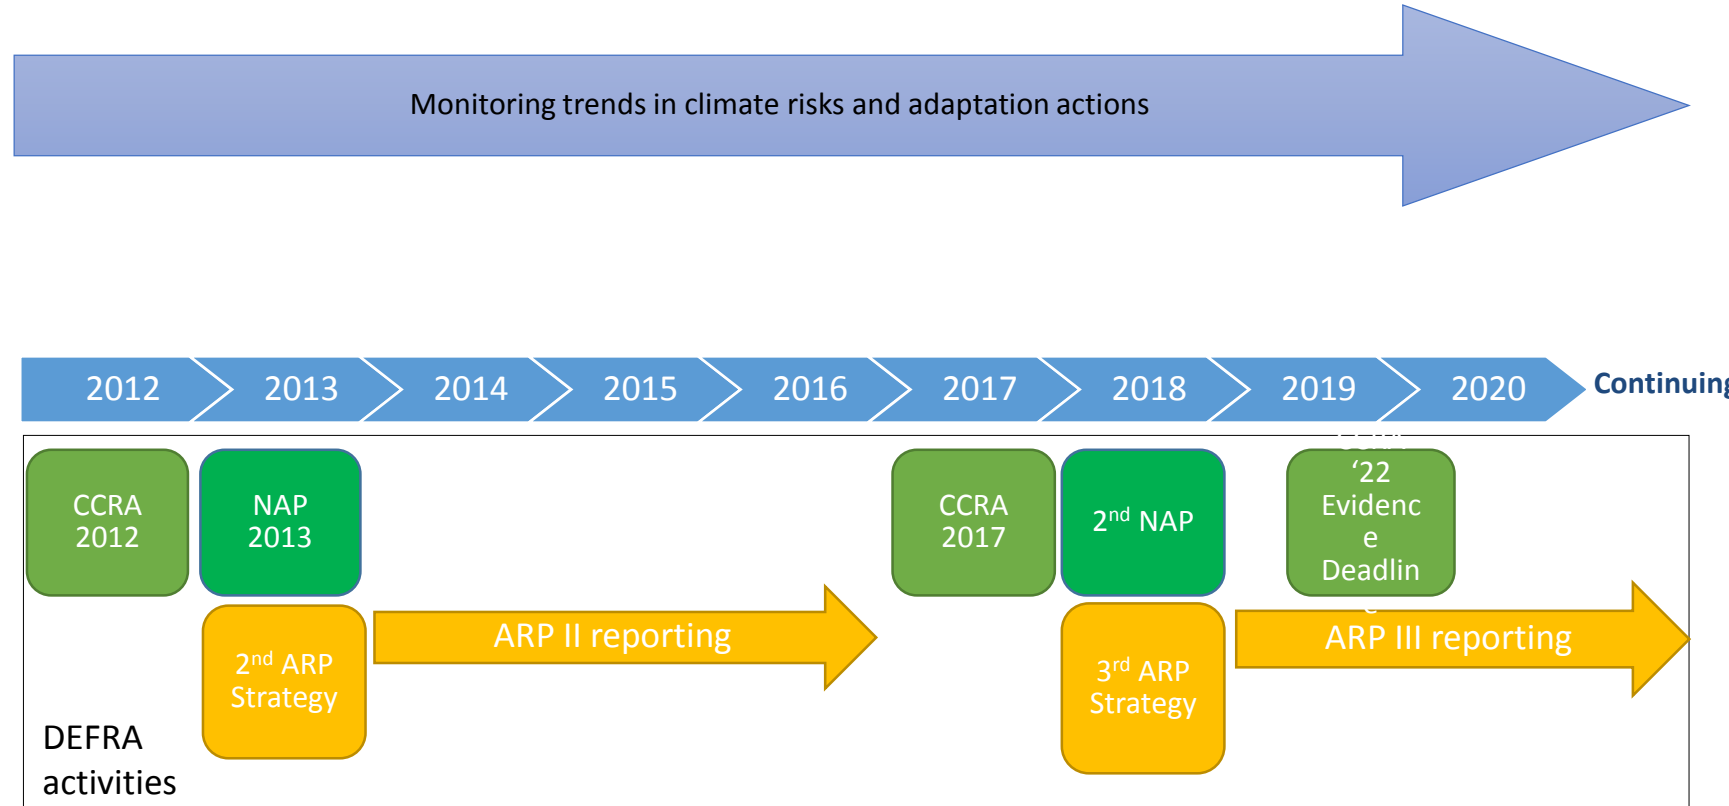 Monitoring trends in climate risks and adaptation actions
2012
2013
2014
2015
2016
2017
2018
2019
2020
Continuing
CCRA
2012
NAP
2013
CCRA
2017
2nd NAP
‘22
Evidenc
e
Deadlin
e
2nd ARP
Strategy
ARP II reporting
3rd ARP
Strategy
ARP III reporting
DEFRA
activities